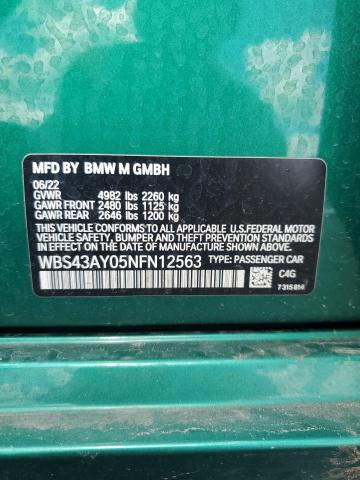 MFD BY BMW M GMBH
06/22
GVWR 4982 lbs 2260 kg
GAWR FRONT 2480 lbs 1125 kg
GAWR REAR 2646 lbs 1200 kg
THIS VEHICLE CONFORMS TO ALL APPLICABLE
U.S.FEDERAL MOTOR
VEHICLE SAFETY, BUMPER, AND THEFT PREVENTION
STANDARDS IN EFFECT ON THE DATE OF
MANUFACTURE SHOWN ABOVE.
WBS43AY05NFN12563 TYPE: PASSENGER CAR
C4G
7315814